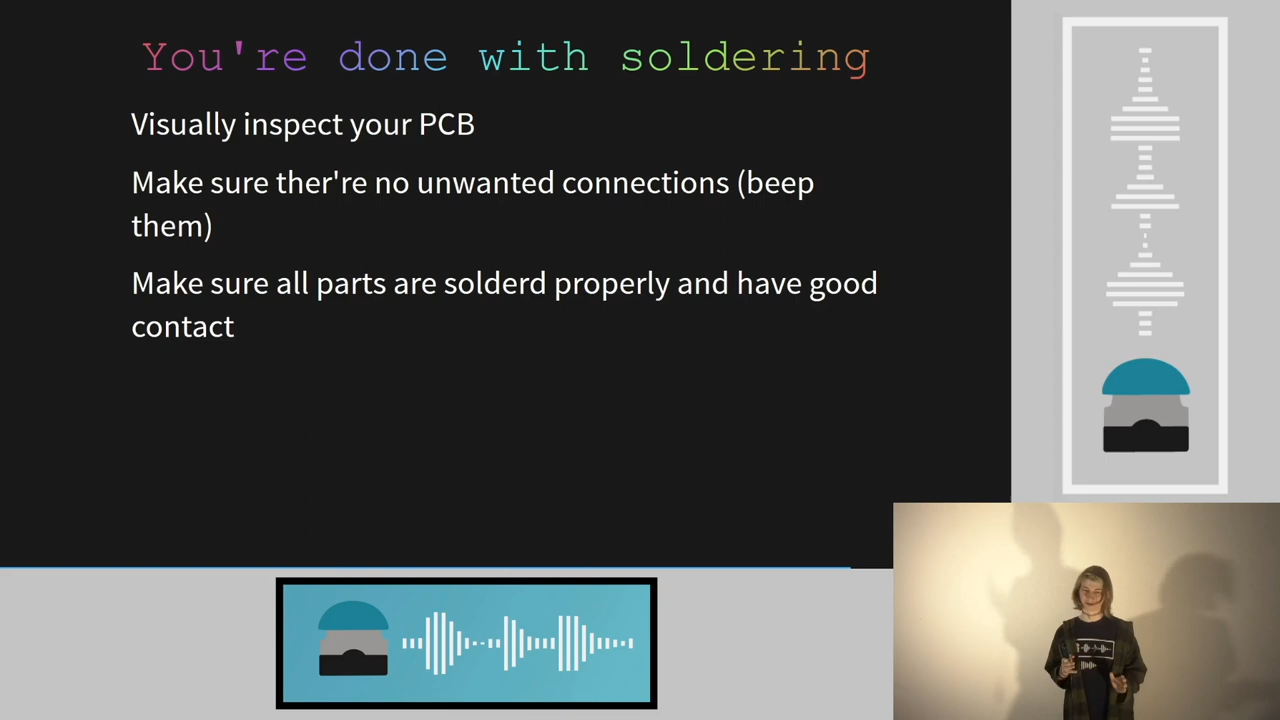 You're done with soldering
Visually inspect your PCB
Make sure ther're no unwanted connections (beep
them)
Make sure all parts are solderd properly and have good
contact